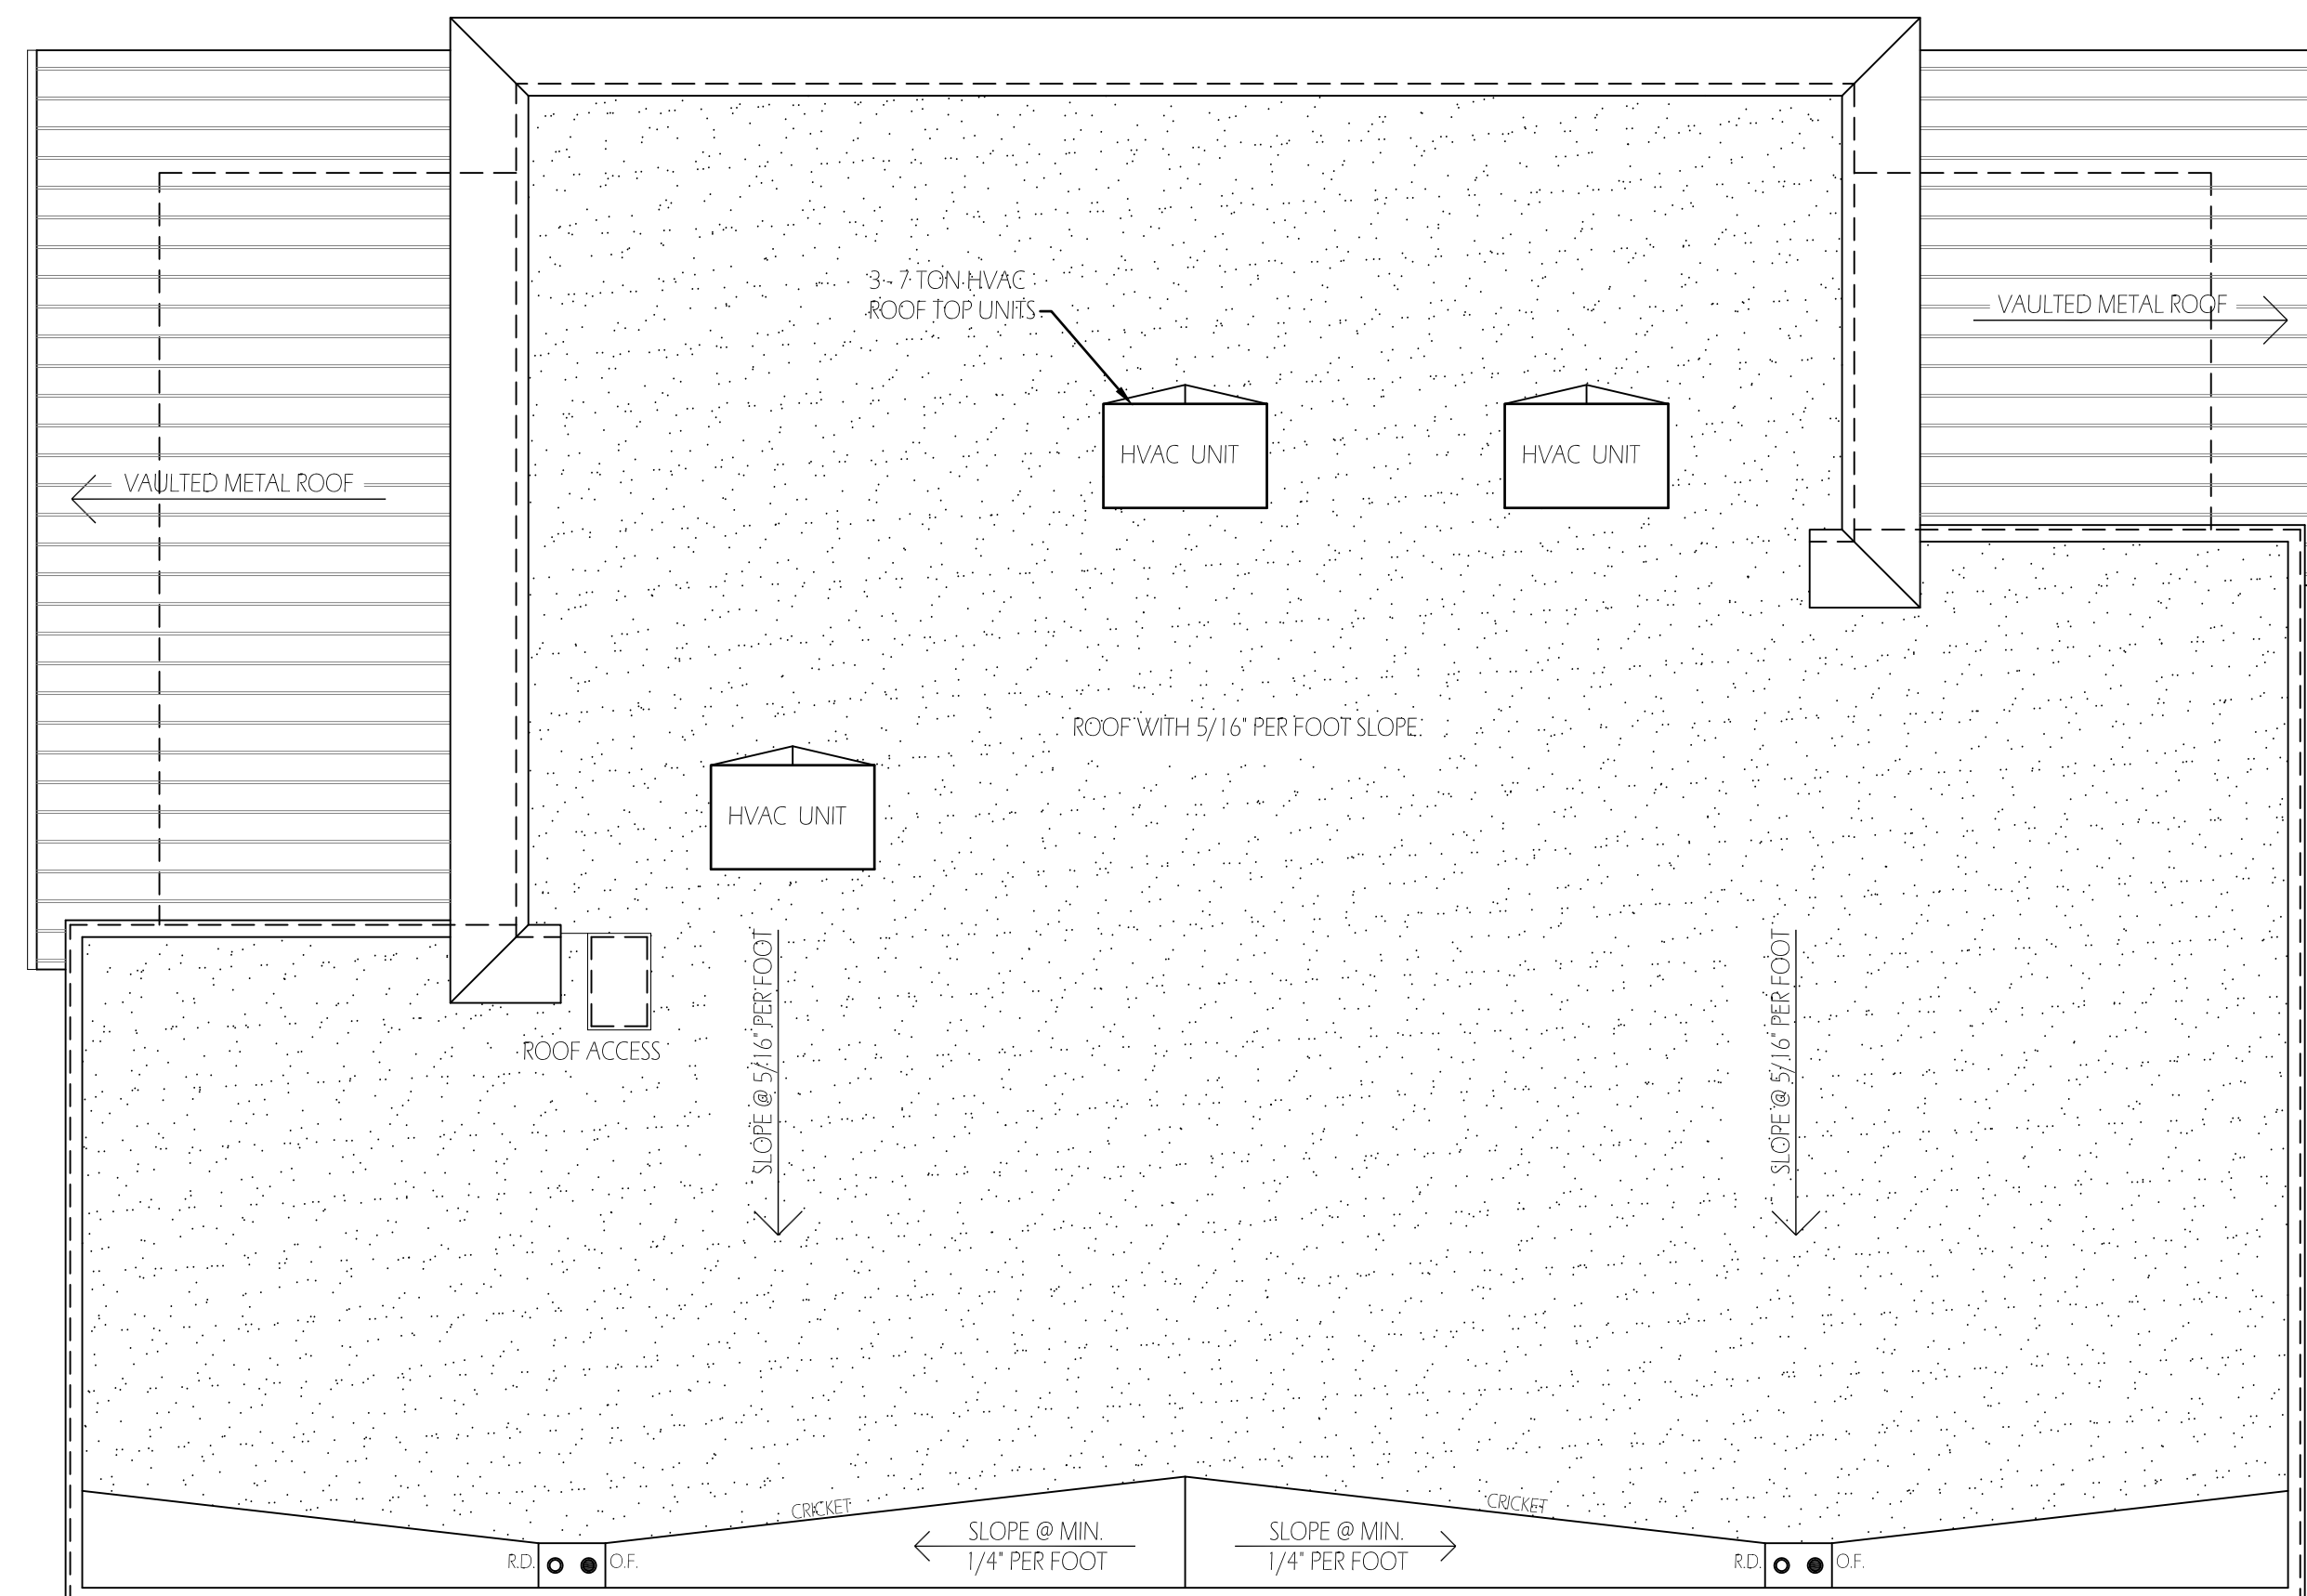 3 - 7 TON HVAC
ROOF TOP UNITS
VAULTED METAL ROOF
HVAC UNIT
HVAC UNIT
VAULTED METAL ROOF
ROOF WITH 5/16" PER FOOT SLOPE
HVAC UNIT
ROOF ACCESS
SLOPE @ 5/16" PER FOOT
SLOPE @ 5/16" PER FOOT
CRICKET
CRICKET
SLOPE @ MIN.
1/4" PER FOOT
SLOPE @ MIN.
1/4" PER FOOT
R.D.
O.F.
R.D.
O.F.